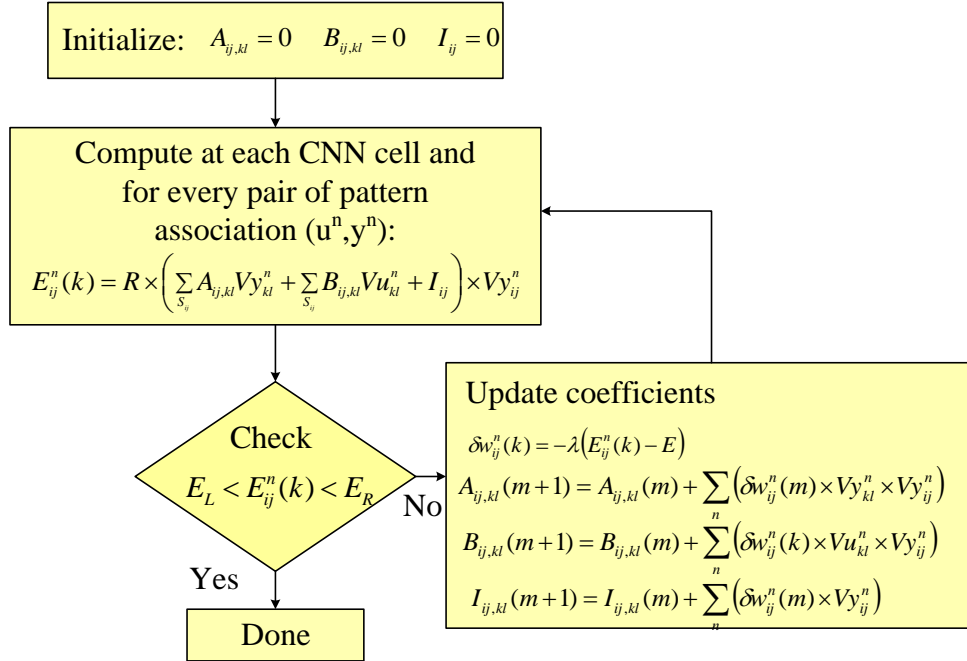 Initialize: A_{ij,kl} = 0 B_{ij,kl} = 0 I_{ij} = 0
Compute at each CNN cell and
for every pair of pattern
association (u^n,y^n):
E_{ij}^n(k) = R × (∑_{S_{ij}} A_{ij,kl} Vy_{kl}^n + ∑_{S_{ij}} B_{ij,kl} Vu_{kl}^n + I_{ij}) × Vy_{ij}^n
Check
E_L < E_{ij}^n(k) < E_R
No
Yes
Done
Update coefficients
δw_{ij}^n(k) = −λ(E_{ij}^n(k) − E)
A_{ij,kl}(m+1) = A_{ij,kl}(m) + ∑_n (δw_{ij}^n(m) × Vy_{kl}^n × Vy_{ij}^n)
B_{ij,kl}(m+1) = B_{ij,kl}(m) + ∑_n (δw_{ij}^n(k) × Vu_{kl}^n × Vy_{ij}^n)
I_{ij,kl}(m+1) = I_{ij,kl}(m) + ∑_n (δw_{ij}^n(m) × Vy_{ij}^n)